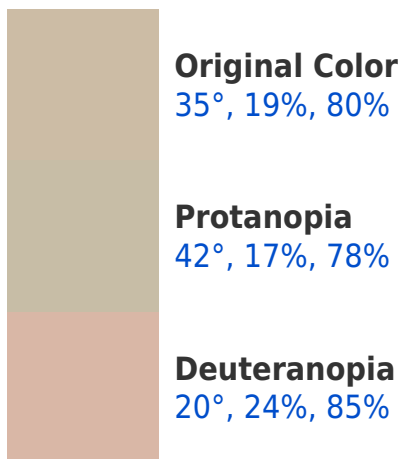 Original Color
35°, 19%, 80%
Protanopia
42°, 17%, 78%
Deuteranopia
20°, 24%, 85%